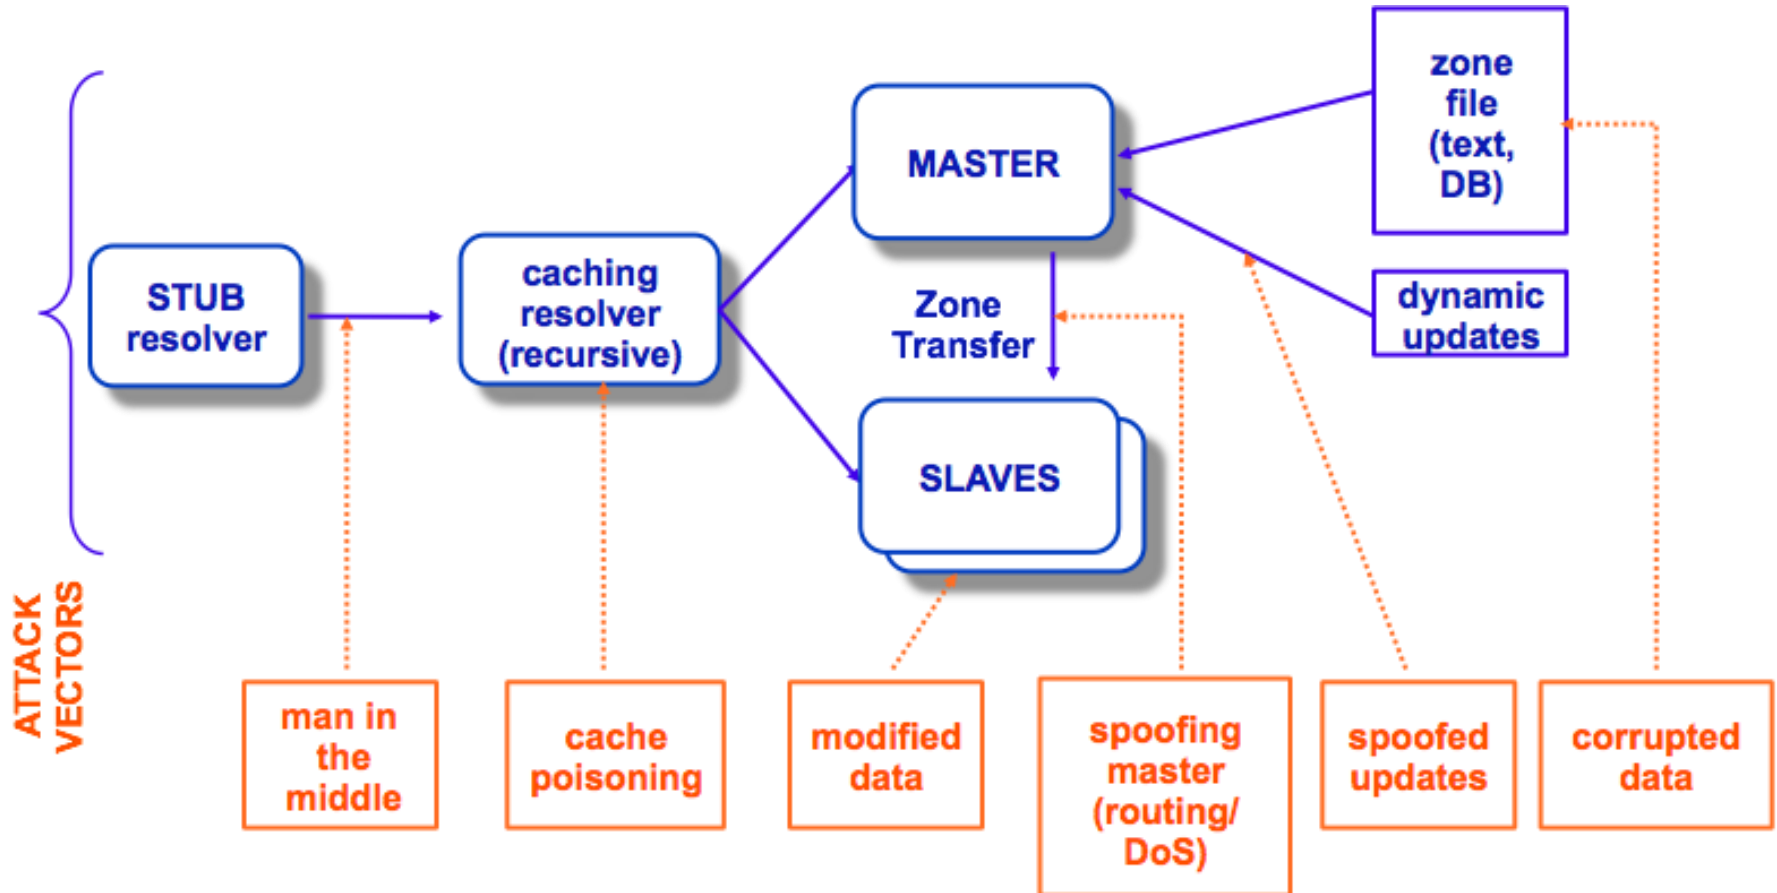 zone
file
(text,
DB)
MASTER
STUB
resolver
caching
resolver
(recursive)
Zone
Transfer
dynamic
updates
SLAVES
ATTACK
VECTORS
man in
the
middle
cache
poisoning
modified
data
spoofing
master
(routing/
DoS)
spoofed
updates
corrupted
data